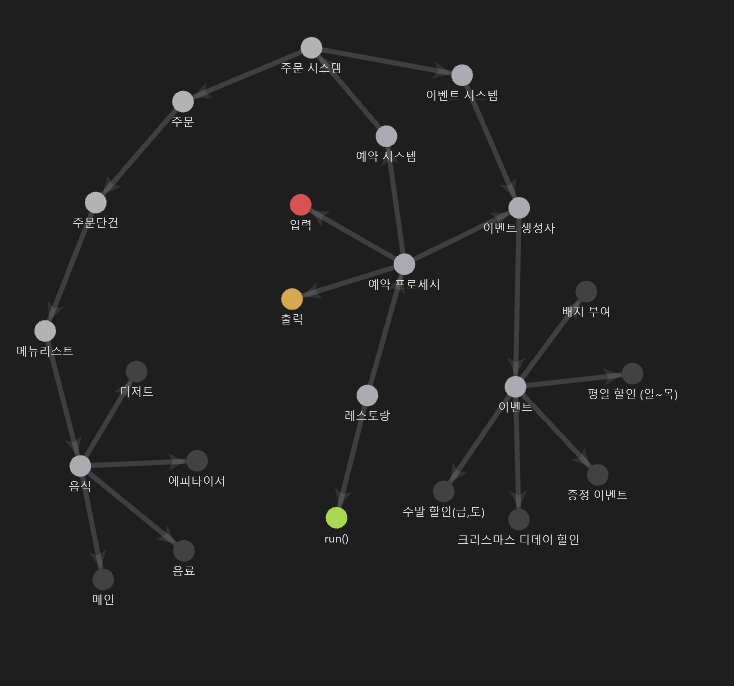 주문 시스템
이벤트 시스템
주문
예약 시스템
입력
주문단건
이벤트 생성사
예약 프로세서
배지 부여
출력
메뉴리스트
디저트
평일 할인 (일~목)
이벤트
레스토랑
음식
에피타이저
증정 이벤트
주말 할인(금,토)
run()
크리스마스 디데이 할인
음료
메인